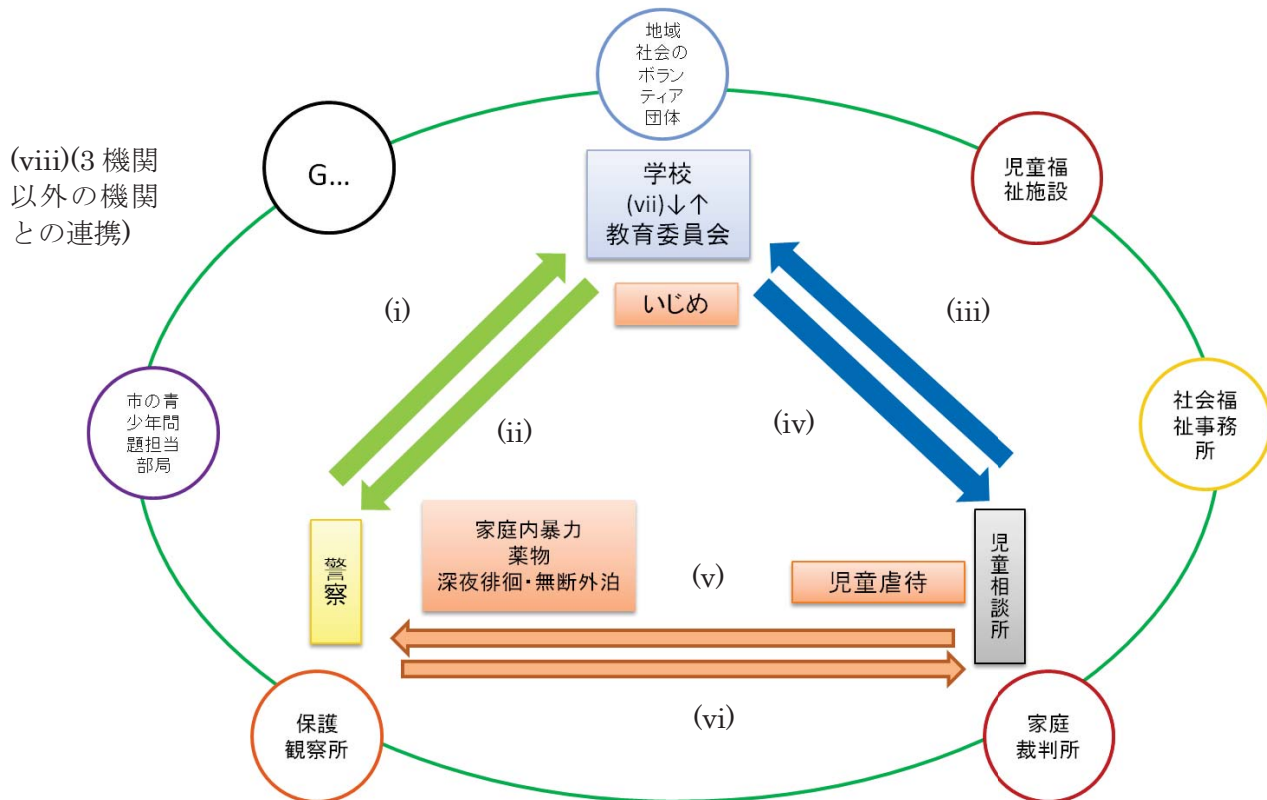 地域
社会の
ボラン
ティア
団体
(viii)(3 機関
以外の機関
との連携)
G...
学校
(vii)↓↑
教育委員会
児童福
祉施設
いじめ
(i)
(iii)
(ii)
(iv)
市の青
少年問
題担当
部局
社会福
祉事務
所
警察
家庭内暴力
薬物
深夜徘徊・無断外泊
(v)
児童虐待
児童相談所
(vi)
保護
観察所
家庭
裁判所